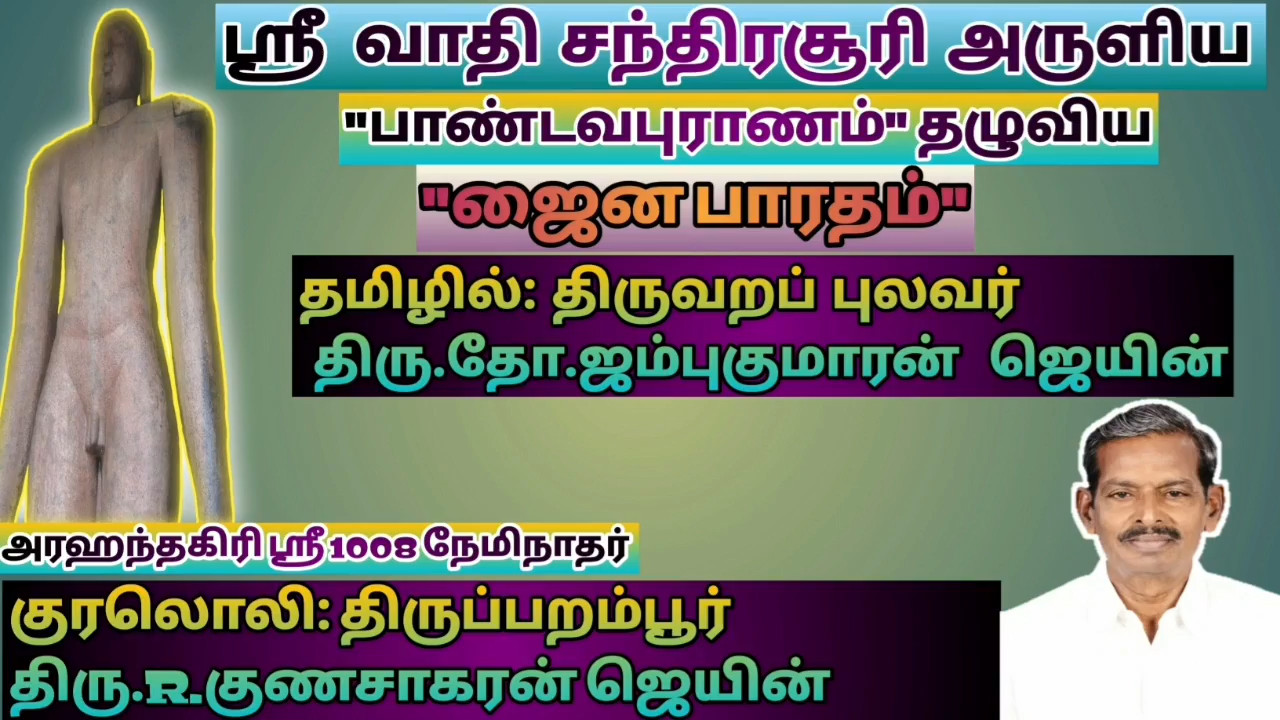 ஸ்ரீ வாதி சந்திரசூரி அருளிய
"பாண்டவபுராணம்" தழுவிய
"ஜைன பாரதம்"
தமிழில்: திருவறப் புலவர்
திரு.தோ.ஜம்புகுமாரன் ஜெயின்
அரஹந்தகிரி ஸ்ரீ 1008 நேமிநாதர்
குரலொலி: திருப்பறம்பூர்
திரு.R.குணசாகரன் ஜெயின்